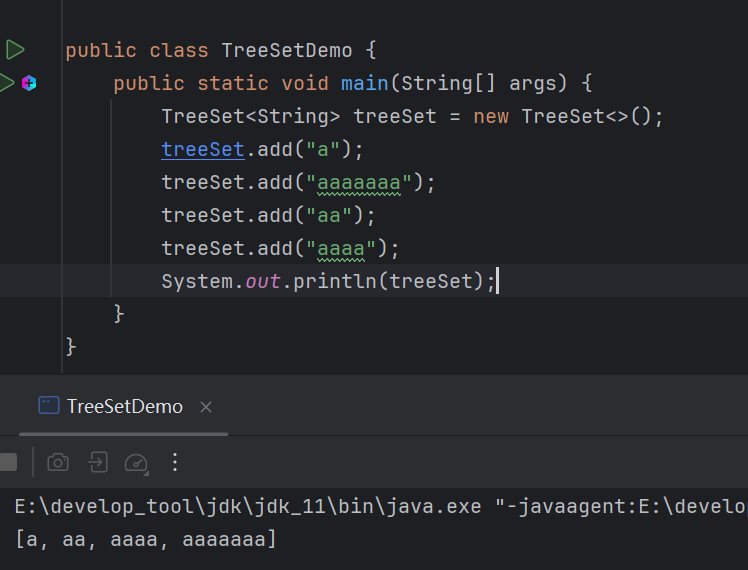 public class TreeSetDemo {
public static void main(String[] args) {
TreeSet<String> treeSet = new TreeSet<>();
treeSet.add("a");
treeSet.add("aaaaaaa");
treeSet.add("aa");
treeSet.add("aaaa");
System.out.println(treeSet);
}
}
TreeSetDemo
E:\develop_tool\jdk\jdk_11\bin\java.exe "-javaagent:E:\develo
[a, aa, aaaa, aaaaaaa]